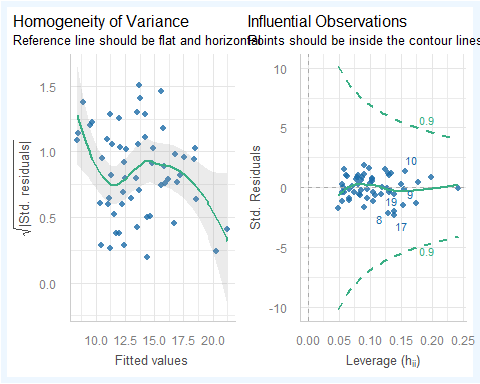 Homogeneity of Variance
Reference line should be flat and horizontal
√|Std. residuals|
1.5
1.0
0.5
0.0
10.0 12.5 15.0 17.5 20.0
Fitted values
Influential Observations
Points should be inside the contour lines
Std. Residuals
10
5
0
-5
-10
0.9
10
9
19
8
17
0.9
0.00 0.05 0.10 0.15 0.20 0.25
Leverage (hii)